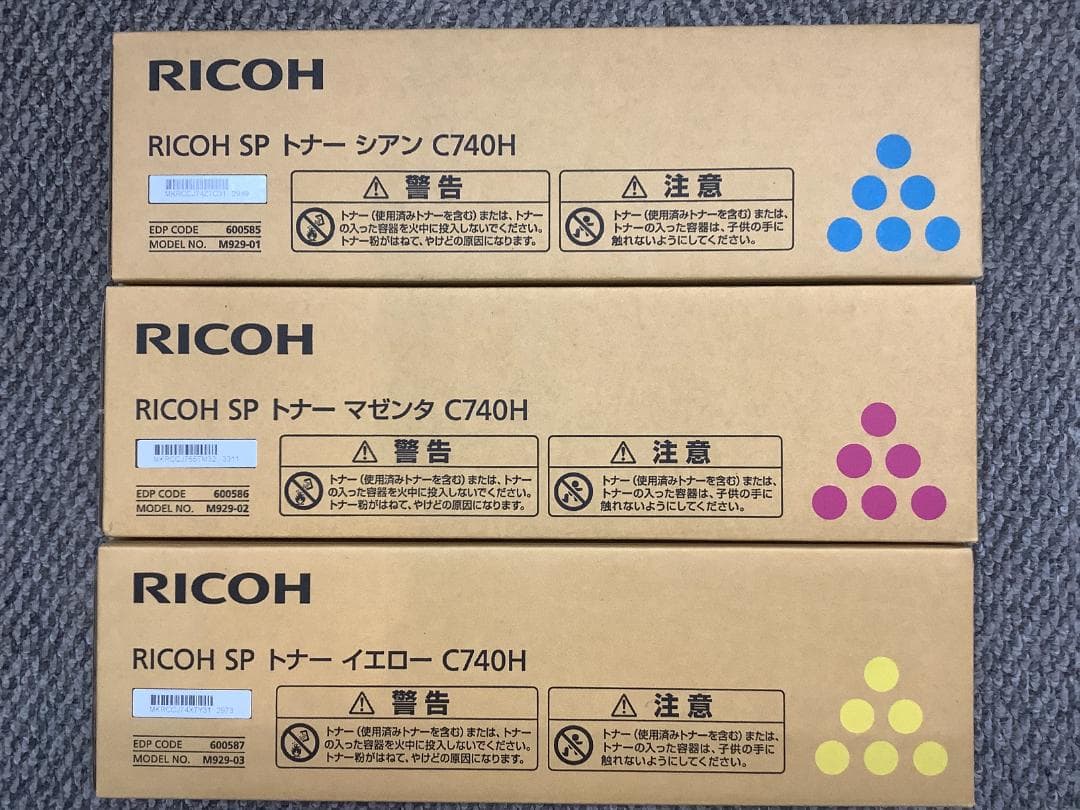 RICOH
RICOH SP トナー シアン C740H
EDP CODE 600585
MODEL NO. M929-01
警告
トナー（使用済みトナーを含む）または、トナー
の入った容器を火中に投入しないでください。
トナー粉がはねて、やけどの原因になります。
注意
トナー（使用済みトナーを含む）または、
トナーの入った容器は、子供の手に
触れないようにしてください。
RICOH
RICOH SP トナー マゼンタ C740H
EDP CODE 600586
MODEL NO. M929-02
警告
トナー（使用済みトナーを含む）または、トナー
の入った容器を火中に投入しないでください。
トナー粉がはねて、やけどの原因になります。
注意
トナー（使用済みトナーを含む）または、
トナーの入った容器は、子供の手に
触れないようにしてください。
RICOH
RICOH SP トナー イエロー C740H
EDP CODE 600587
MODEL NO. M929-03
警告
トナー（使用済みトナーを含む）または、トナー
の入った容器を火中に投入しないでください。
トナー粉がはねて、やけどの原因になります。
注意
トナー（使用済みトナーを含む）または、
トナーの入った容器は、子供の手に
触れないようにしてください。